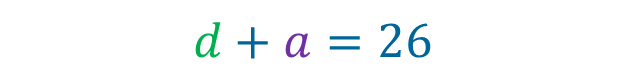 d + a = 26